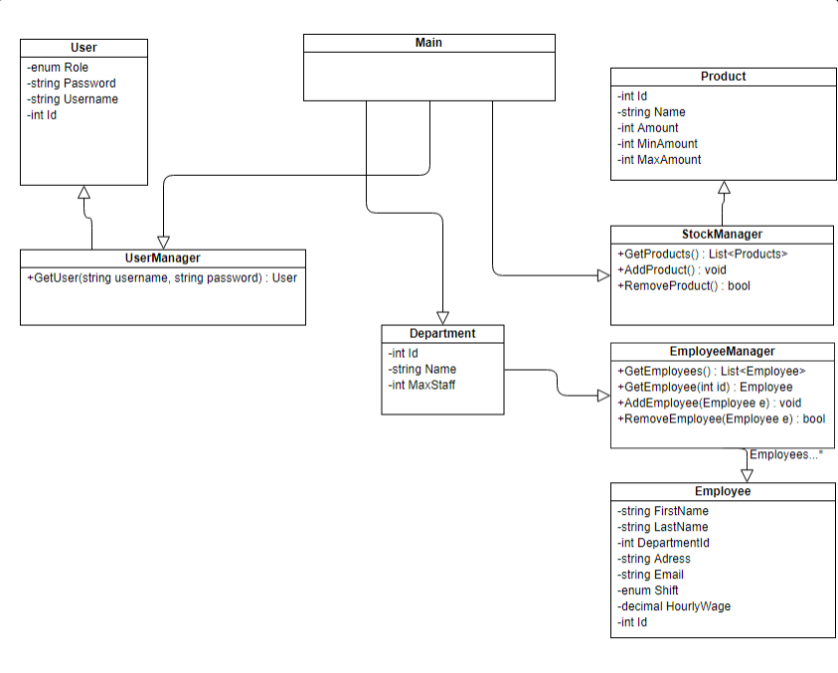 User
-enum Role
-string Password
-string Username
-int Id
Main
Product
-int Id
-string Name
-int Amount
-int MinAmount
-int MaxAmount
UserManager
+GetUser(string username, string password) : User
StockManager
+GetProducts() : List<Products>
+AddProduct() : void
+RemoveProduct() : bool
Department
-int Id
-string Name
-int MaxStaff
EmployeeManager
+GetEmployees() : List<Employee>
+GetEmployee(int id) : Employee
+AddEmployee(Employee e) : void
+RemoveEmployee(Employee e) : bool
Employees...*
Employee
-string FirstName
-string LastName
-int DepartmentId
-string Adress
-string Email
-enum Shift
-decimal HourlyWage
-int Id